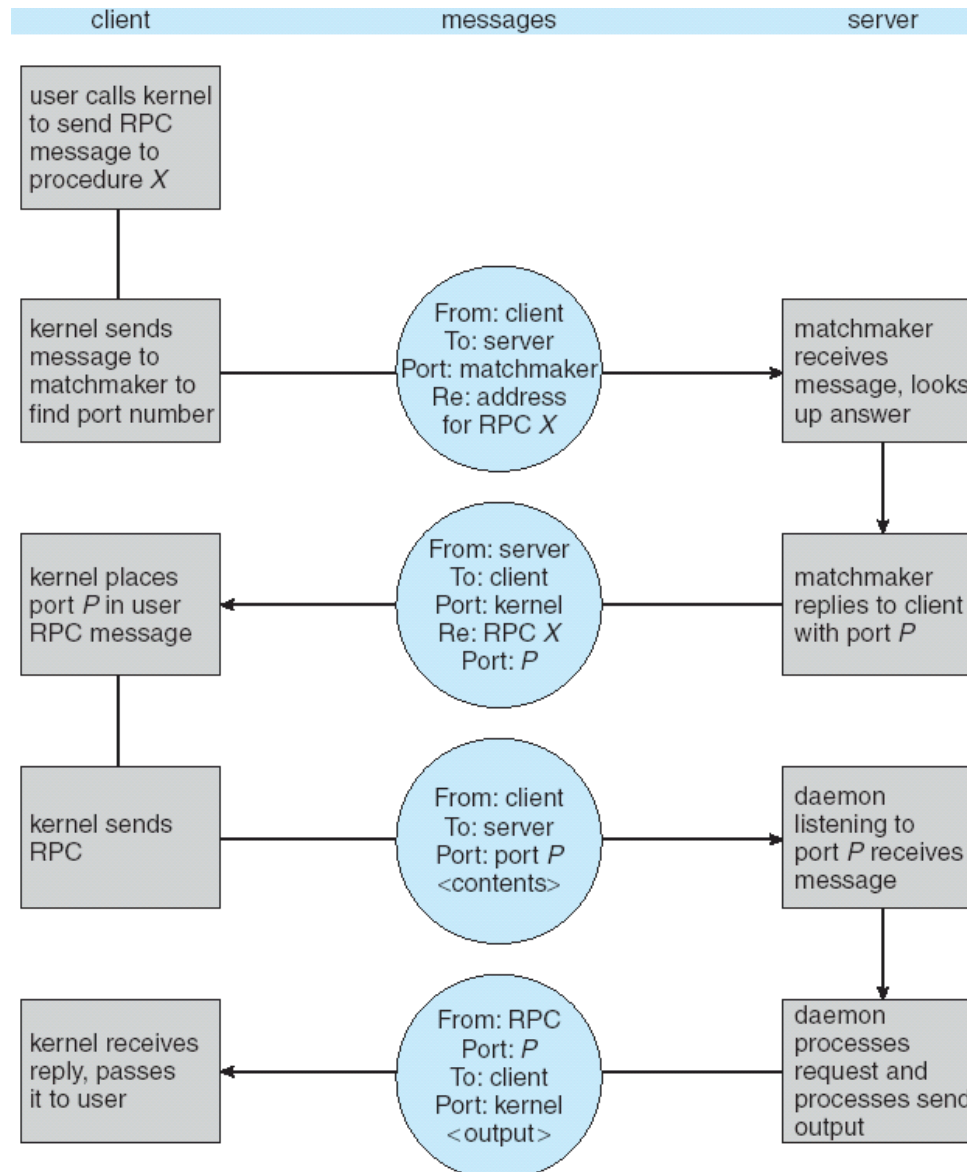 client
messages
server
user calls kernel
to send RPC
message to
procedure X
kernel sends
message to
matchmaker to
find port number
From: client
To: server
Port: matchmaker
Re: address
for RPC X
matchmaker
receives
message, looks
up answer
kernel places
port P in user
RPC message
From: server
To: client
Port: kernel
Re: RPC X
Port: P
matchmaker
replies to client
with port P
kernel sends
RPC
From: client
To: server
Port: port P
<contents>
daemon
listening to
port P receives
message
kernel receives
reply, passes
it to user
From: RPC
Port: P
To: client
Port: kernel
<output>
daemon
processes
request and
processes send
output